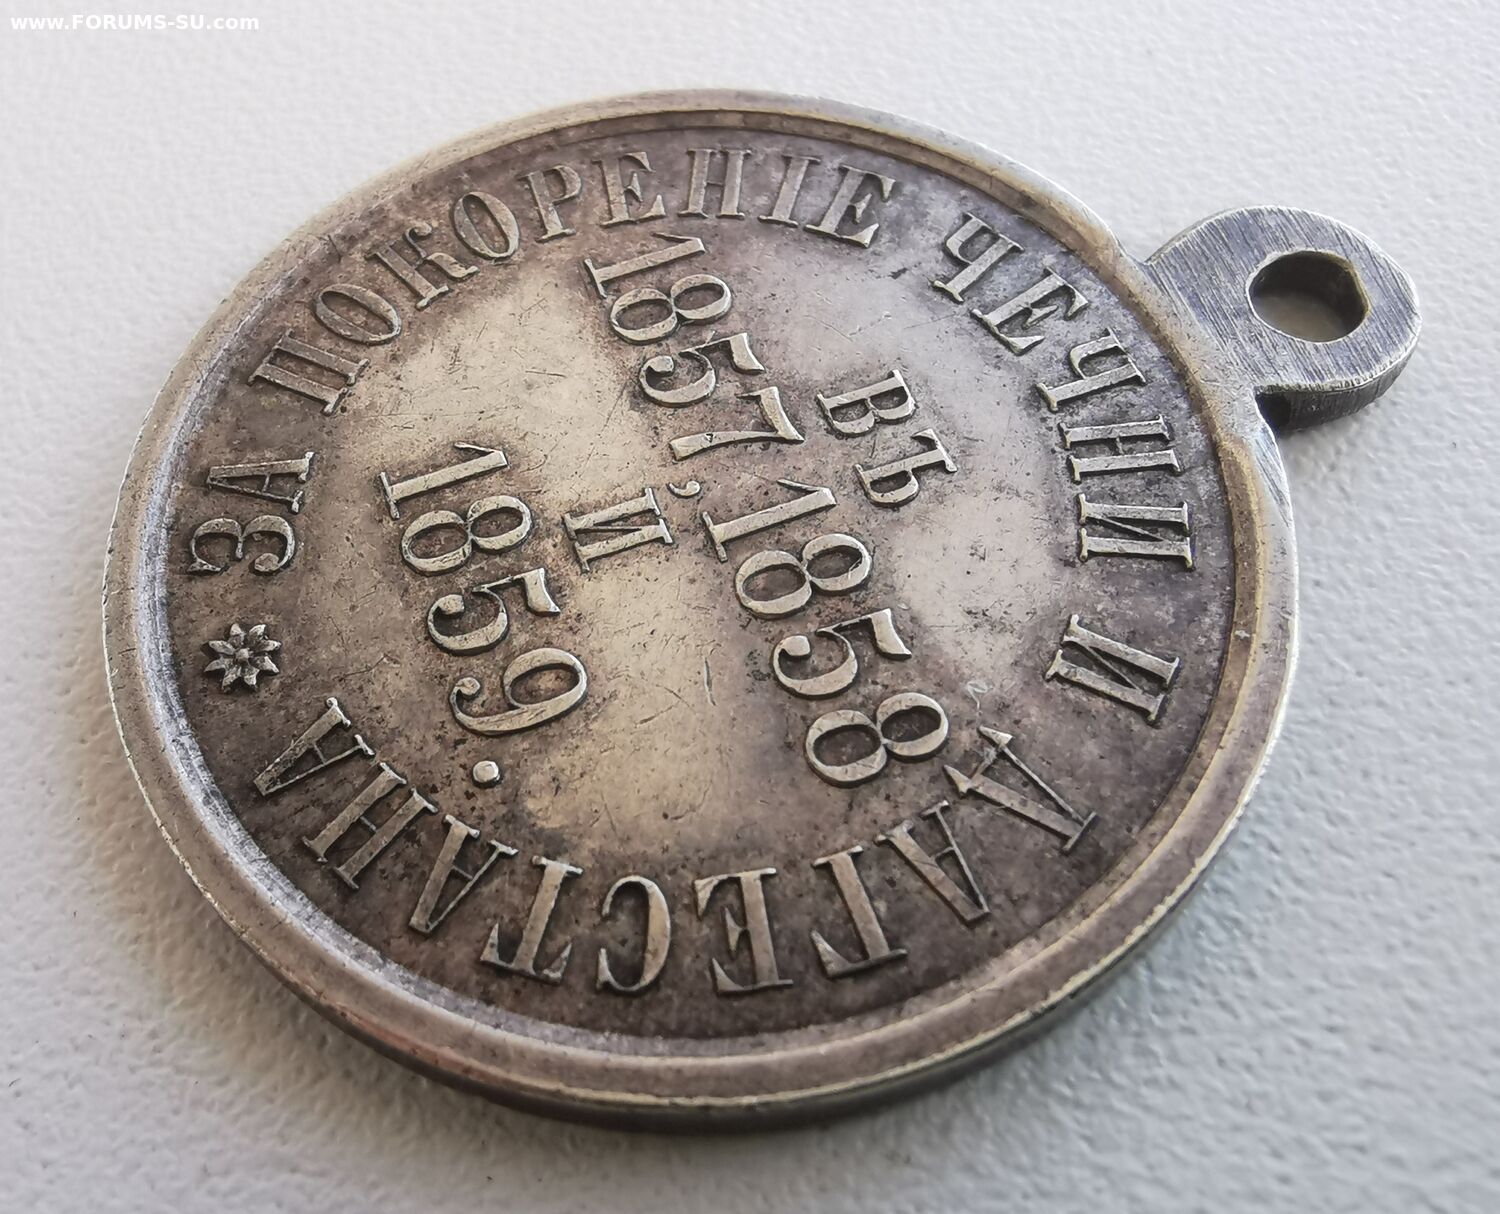 www.FORUMS-SU.com
ЗА ПОКОРЕНІЕ ЧЕЧНИ И ДАГЕСТАНА
ВЪ
1857, 1858
И
1859.